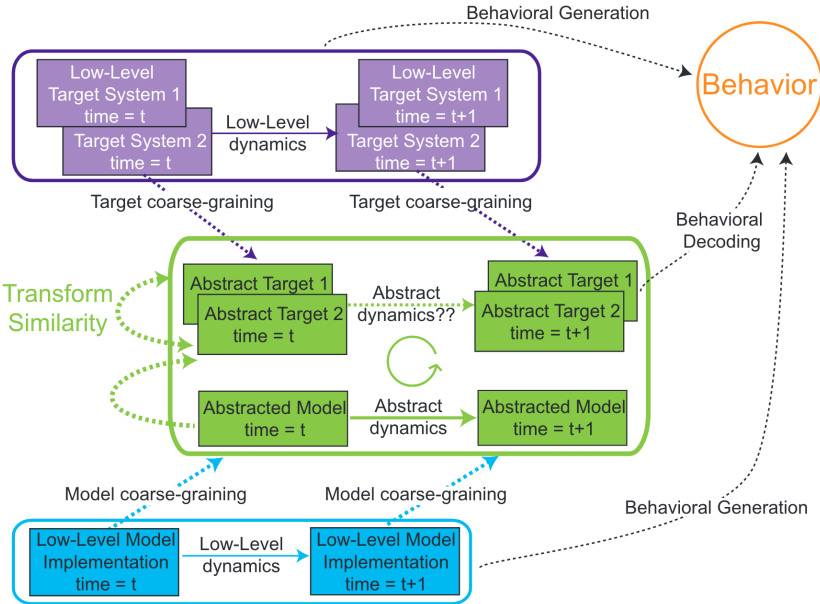 Behavioral Generation
Low-Level
Target System 1
time = t
Target System 2
time = t
Low-Level
dynamics
Low-Level
Target System 1
time = t+1
Target System 2
time = t+1
Behavior
Target coarse-graining
Target coarse-graining
Behavioral
Decoding
Transform
Similarity
Abstract Target 1
Abstract Target 2
time = t
Abstract
dynamics??
Abstract Target 1
Abstract Target 2
time = t+1
Abstracted Model
time = t
Abstract
dynamics
Abstracted Model
time = t+1
Model coarse-graining
Model coarse-graining
Behavioral Generation
Low-Level Model
Implementation
time = t
Low-Level
dynamics
Low-Level Model
Implementation
time = t+1